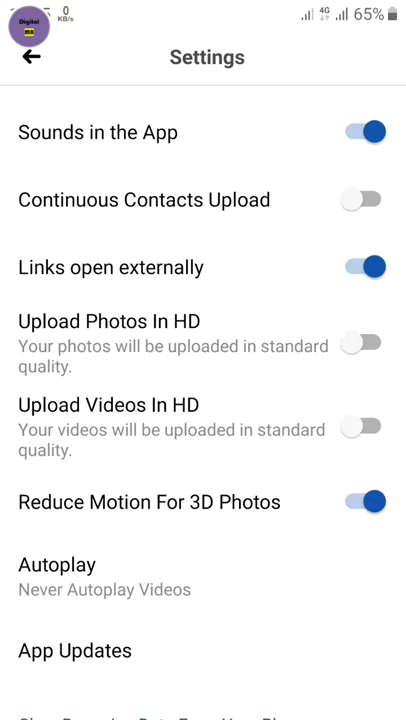 Digital
0
KB/s
4G
65%
Settings
Sounds in the App
Continuous Contacts Upload
Links open externally
Upload Photos In HD
Your photos will be uploaded in standard
quality.
Upload Videos In HD
Your videos will be uploaded in standard
quality.
Reduce Motion For 3D Photos
Autoplay
Never Autoplay Videos
App Updates